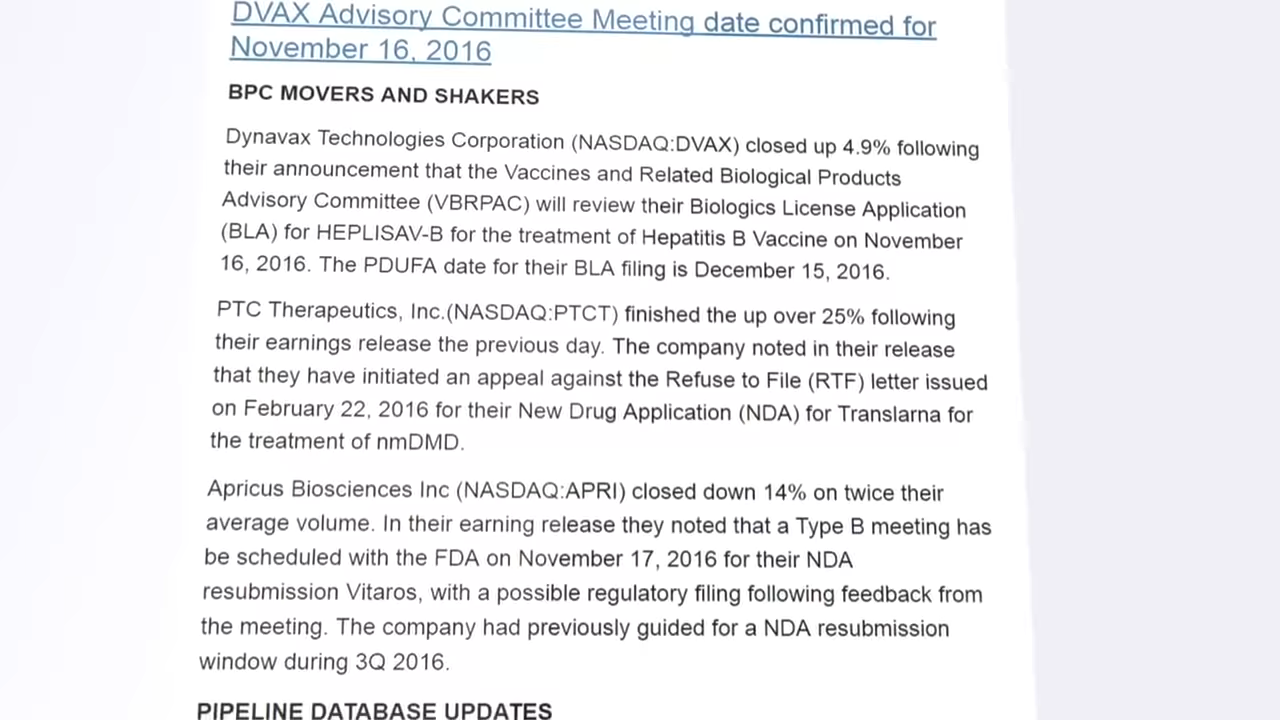 DVAX Advisory Committee Meeting date confirmed for
November 16, 2016
BPC MOVERS AND SHAKERS
Dynavax Technologies Corporation (NASDAQ:DVAX) closed up 4.9% following
their announcement that the Vaccines and Related Biological Products
Advisory Committee (VBRPAC) will review their Biologics License Application
(BLA) for HEPLISAV-B for the treatment of Hepatitis B Vaccine on November
16, 2016. The PDUFA date for their BLA filing is December 15, 2016.
PTC Therapeutics, Inc.(NASDAQ:PTCT) finished the up over 25% following
their earnings release the previous day. The company noted in their release
that they have initiated an appeal against the Refuse to File (RTF) letter issued
on February 22, 2016 for their New Drug Application (NDA) for Translarna for
the treatment of nmDMD.
Apricus Biosciences Inc (NASDAQ:APRI) closed down 14% on twice their
average volume. In their earning release they noted that a Type B meeting has
be scheduled with the FDA on November 17, 2016 for their NDA
resubmission Vitaros, with a possible regulatory filing following feedback from
the meeting. The company had previously guided for a NDA resubmission
window during 3Q 2016.
PIPELINE DATABASE UPDATES